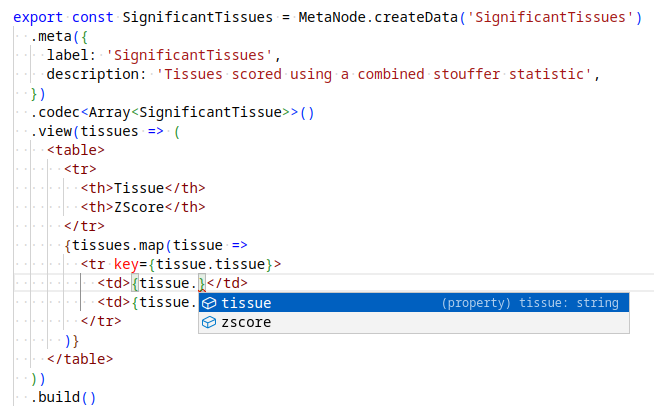 export const SignificantTissues = MetaNode.createData('SignificantTissues')
.meta({
label: 'SignificantTissues',
description: 'Tissues scored using a combined stouffer statistic',
})
.codec<Array<SignificantTissue>>()
.view(tissues => (
<table>
<tr>
<th>Tissue</th>
<th>ZScore</th>
</tr>
{tissues.map(tissue =>
<tr key={tissue.tissue}>
<td>{tissue.}</td>
<td>{tissue.
tissue (property) tissue: string
zscore
</tr>
)}
</table>
))
.build()